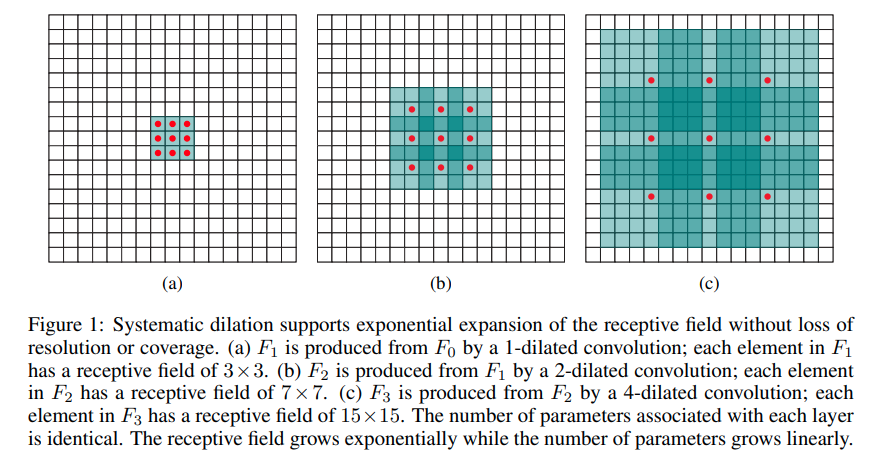 (a)
(b)
(c)
Figure 1: Systematic dilation supports exponential expansion of the receptive field without loss of
resolution or coverage. (a) F₁ is produced from F₀ by a 1-dilated convolution; each element in F₁
has a receptive field of 3×3. (b) F₂ is produced from F₁ by a 2-dilated convolution; each element
in F₂ has a receptive field of 7×7. (c) F₃ is produced from F₂ by a 4-dilated convolution; each
element in F₃ has a receptive field of 15×15. The number of parameters associated with each layer
is identical. The receptive field grows exponentially while the number of parameters grows linearly.